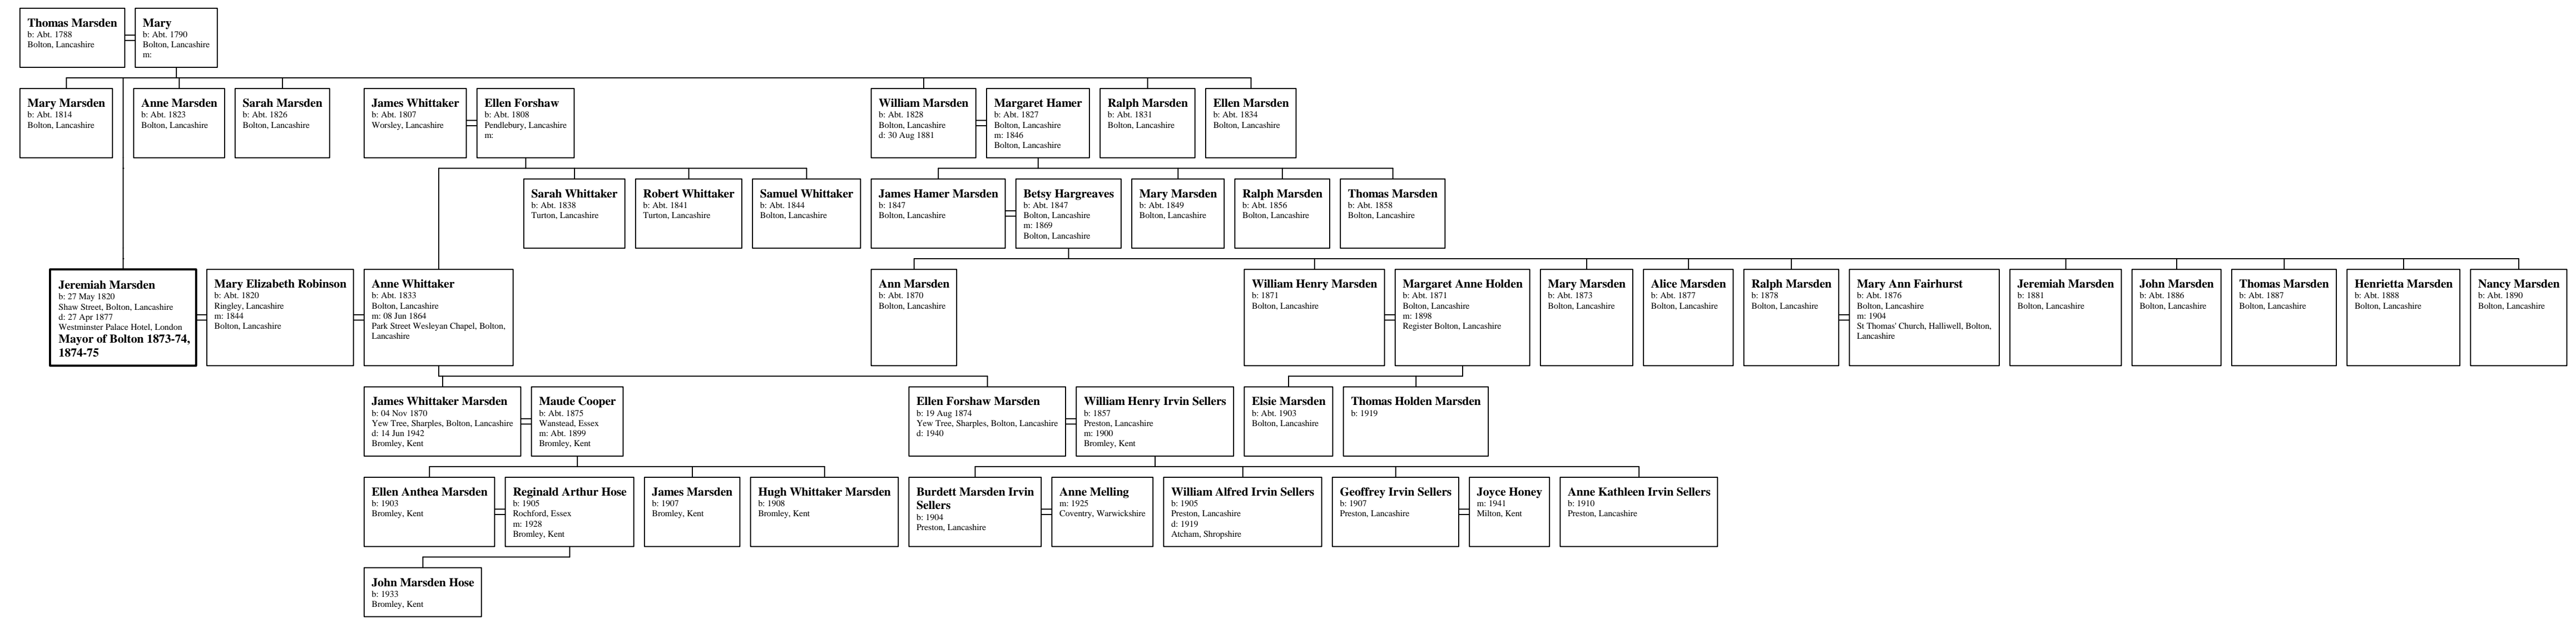 Thomas Marsden
b: Abt. 1788
Bolton, Lancashire
Mary
b: Abt. 1790
Bolton, Lancashire
m:
Mary Marsden
b: Abt. 1814
Bolton, Lancashire
Anne Marsden
b: Abt. 1823
Bolton, Lancashire
Sarah Marsden
b: Abt. 1826
Bolton, Lancashire
James Whittaker
b: Abt. 1807
Worsley, Lancashire
Ellen Forshaw
b: Abt. 1808
Pendlebury, Lancashire
m:
William Marsden
b: Abt. 1828
Bolton, Lancashire
d: 30 Aug 1881
Margaret Hamer
b: Abt. 1827
Bolton, Lancashire
m: 1846
Bolton, Lancashire
Ralph Marsden
b: Abt. 1831
Bolton, Lancashire
Ellen Marsden
b: Abt. 1834
Bolton, Lancashire
Sarah Whittaker
b: Abt. 1838
Turton, Lancashire
Robert Whittaker
b: Abt. 1841
Turton, Lancashire
Samuel Whittaker
b: Abt. 1844
Bolton, Lancashire
James Hamer Marsden
b: 1847
Bolton, Lancashire
Betsy Hargreaves
b: Abt. 1847
Bolton, Lancashire
m: 1869
Bolton, Lancashire
Mary Marsden
b: Abt. 1849
Bolton, Lancashire
Ralph Marsden
b: Abt. 1856
Bolton, Lancashire
Thomas Marsden
b: Abt. 1858
Bolton, Lancashire
Jeremiah Marsden
b: 27 May 1820
Shaw Street, Bolton, Lancashire
d: 27 Apr 1877
Westminster Palace Hotel, London
Mayor of Bolton 1873-74,
1874-75
Mary Elizabeth Robinson
b: Abt. 1820
Ringley, Lancashire
m: 1844
Bolton, Lancashire
Anne Whittaker
b: Abt. 1833
Bolton, Lancashire
m: 08 Jun 1864
Park Street Wesleyan Chapel, Bolton,
Lancashire
Ann Marsden
b: Abt. 1870
Bolton, Lancashire
William Henry Marsden
b: 1871
Bolton, Lancashire
Margaret Anne Holden
b: Abt. 1871
Bolton, Lancashire
m: 1898
Register Bolton, Lancashire
Mary Marsden
b: Abt. 1873
Bolton, Lancashire
Alice Marsden
b: Abt. 1877
Bolton, Lancashire
Ralph Marsden
b: 1878
Bolton, Lancashire
Mary Ann Fairhurst
b: Abt. 1876
Bolton, Lancashire
m: 1904
St Thomas' Church, Halliwell, Bolton,
Lancashire
Jeremiah Marsden
b: 1881
Bolton, Lancashire
John Marsden
b: Abt. 1886
Bolton, Lancashire
Thomas Marsden
b: Abt. 1887
Bolton, Lancashire
Henrietta Marsden
b: Abt. 1888
Bolton, Lancashire
Nancy Marsden
b: Abt. 1890
Bolton, Lancashire
James Whittaker Marsden
b: 04 Nov 1870
Yew Tree, Sharples, Bolton, Lancashire
d: 14 Jun 1942
Bromley, Kent
Maude Cooper
b: Abt. 1875
Wanstead, Essex
m: Abt. 1899
Bromley, Kent
Ellen Forshaw Marsden
b: 19 Aug 1874
Yew Tree, Sharples, Bolton, Lancashire
d: 1940
William Henry Irvin Sellers
b: 1857
Preston, Lancashire
m: 1900
Bromley, Kent
Elsie Marsden
b: Abt. 1903
Bolton, Lancashire
Thomas Holden Marsden
b: 1919
Ellen Anthea Marsden
b: 1903
Bromley, Kent
Reginald Arthur Hose
b: 1905
Rochford, Essex
m: 1928
Bromley, Kent
James Marsden
b: 1907
Bromley, Kent
Hugh Whittaker Marsden
b: 1908
Bromley, Kent
Burdett Marsden Irvin
Sellers
b: 1904
Preston, Lancashire
Anne Melling
m: 1925
Coventry, Warwickshire
William Alfred Irvin Sellers
b: 1905
Preston, Lancashire
d: 1919
Atcham, Shropshire
Geoffrey Irvin Sellers
b: 1907
Preston, Lancashire
Joyce Honey
m: 1941
Milton, Kent
Anne Kathleen Irvin Sellers
b: 1910
Preston, Lancashire
John Marsden Hose
b: 1933
Bromley, Kent